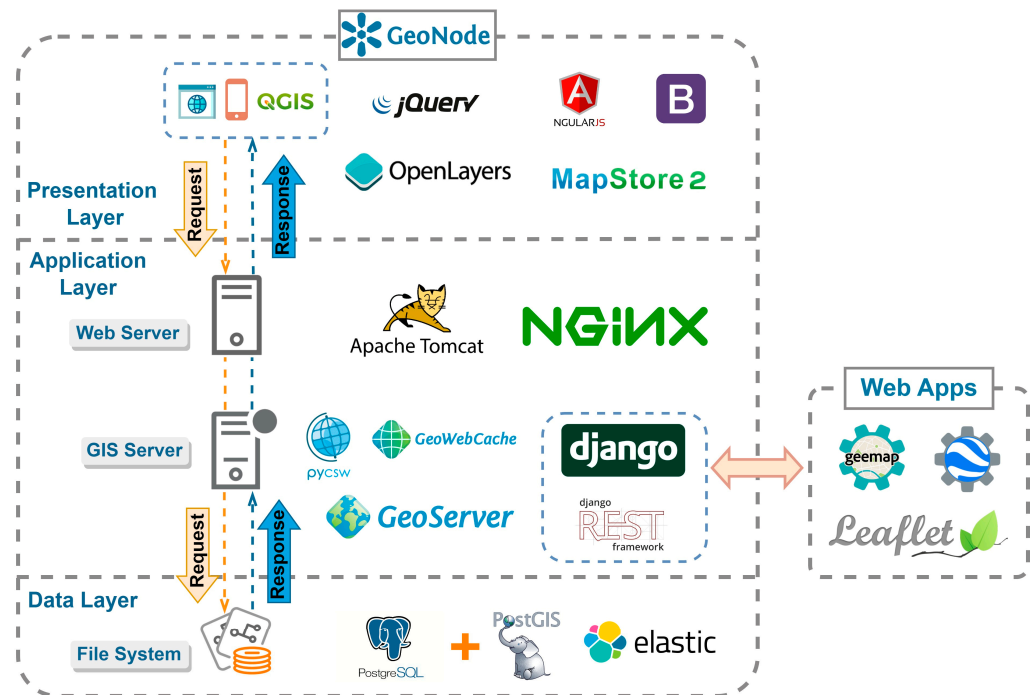 GeoNode
QGIS
jQuery
NGULARJS
B
OpenLayers
MapStore 2
Presentation
Layer
Request
Response
Application
Layer
Web Server
Apache Tomcat
NGiNX
Web Apps
GIS Server
pycsw
GeoWebCache
GeoServer
django
django
REST
framework
geemap
Leaflet
Request
Response
Data Layer
File System
PostgreSQL
+
PostGIS
elastic